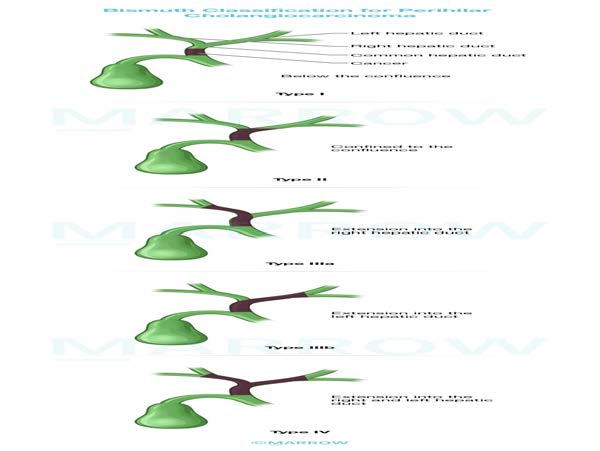 Bismuth Classification for Perihilar
Cholangiocarcinoma
Left hepatic duct
Right hepatic duct
Common hepatic duct
Cancer
Below the confluence
Type I
MARROW
Confined to the
confluence
Type II
Extension into the
right hepatic duct
MARROW
Type IIIa
Extension into the
left hepatic duct
Type IIIb
MARROW
Extension into the
right and left hepatic
duct
Type IV
©MARROW